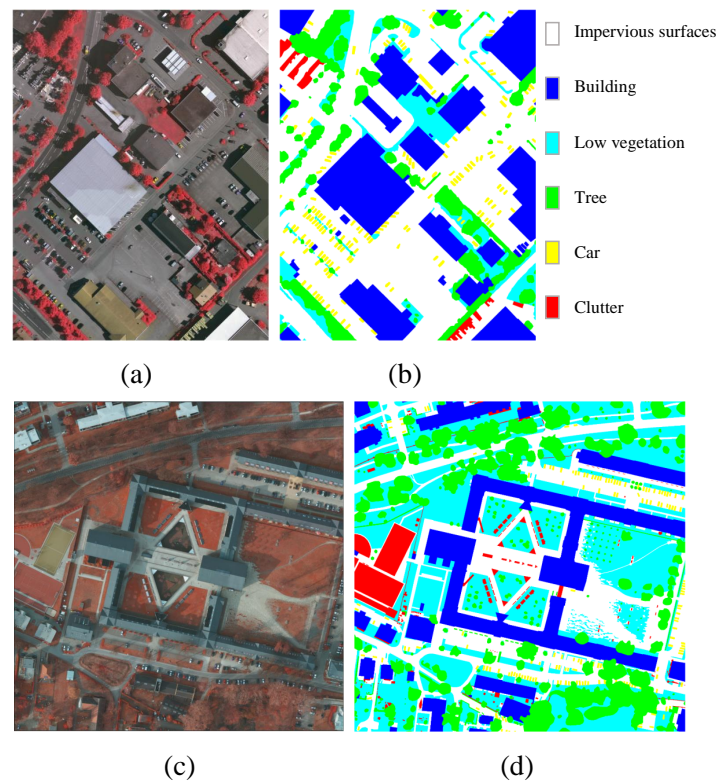 Impervious surfaces
Building
Low vegetation
Tree
Car
Clutter
(a)
(b)
(c)
(d)